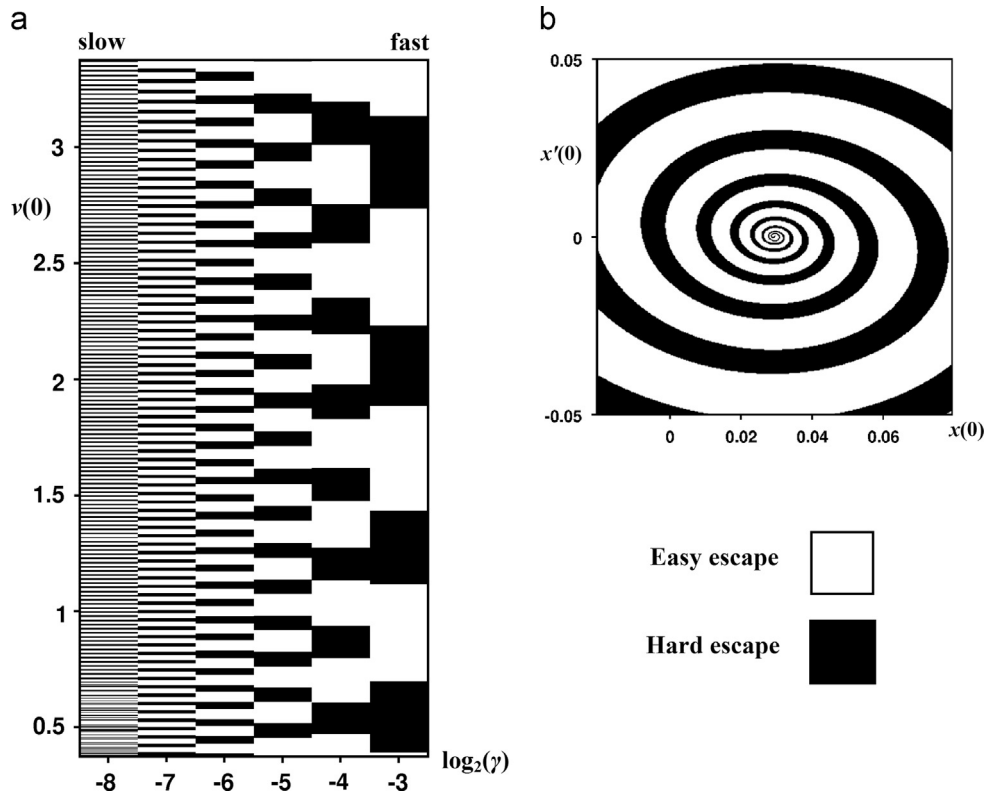 a
slow
fast
3
v(0)
2.5
2
1.5
1
0.5
-8 -7 -6 -5 -4 -3
log₂(γ)
b
0.05
x′(0)
0
-0.05
0 0.02 0.04 0.06
x(0)
Easy escape
Hard escape